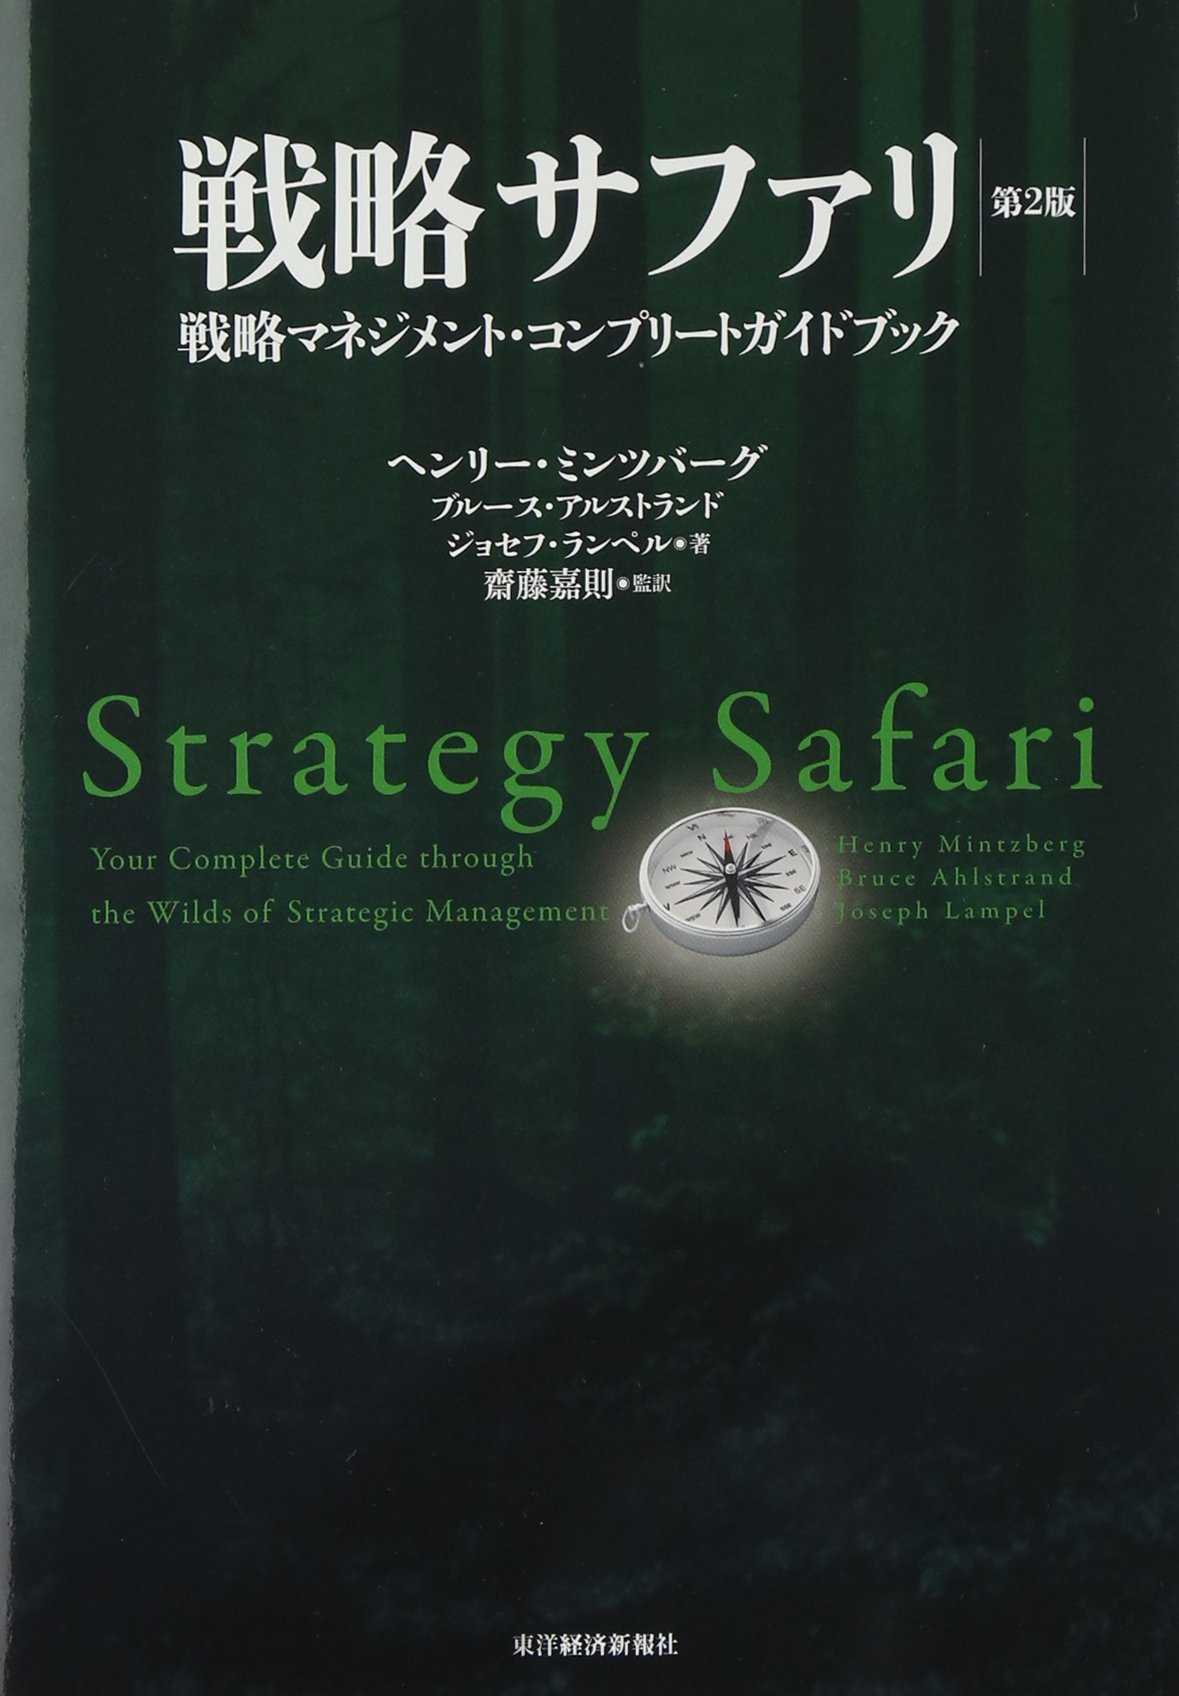 戦略サファリ 第2版
戦略マネジメント・コンプリートガイドブック
ヘンリー・ミンツバーグ
ブルース・アルストランド
ジョセフ・ランペル◉著
齋藤嘉則◉監訳
Strategy Safari
Your Complete Guide through
the Wilds of Strategic Management
Henry Mintzberg
Bruce Ahlstrand
Joseph Lampel
N
E
SE
NW
東洋経済新報社